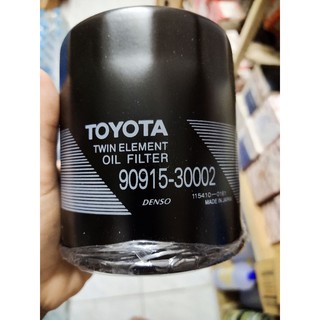 TOYOTA
TWIN ELEMENT
OIL FILTER
90915-30002
DENSO
MADE IN JAPAN